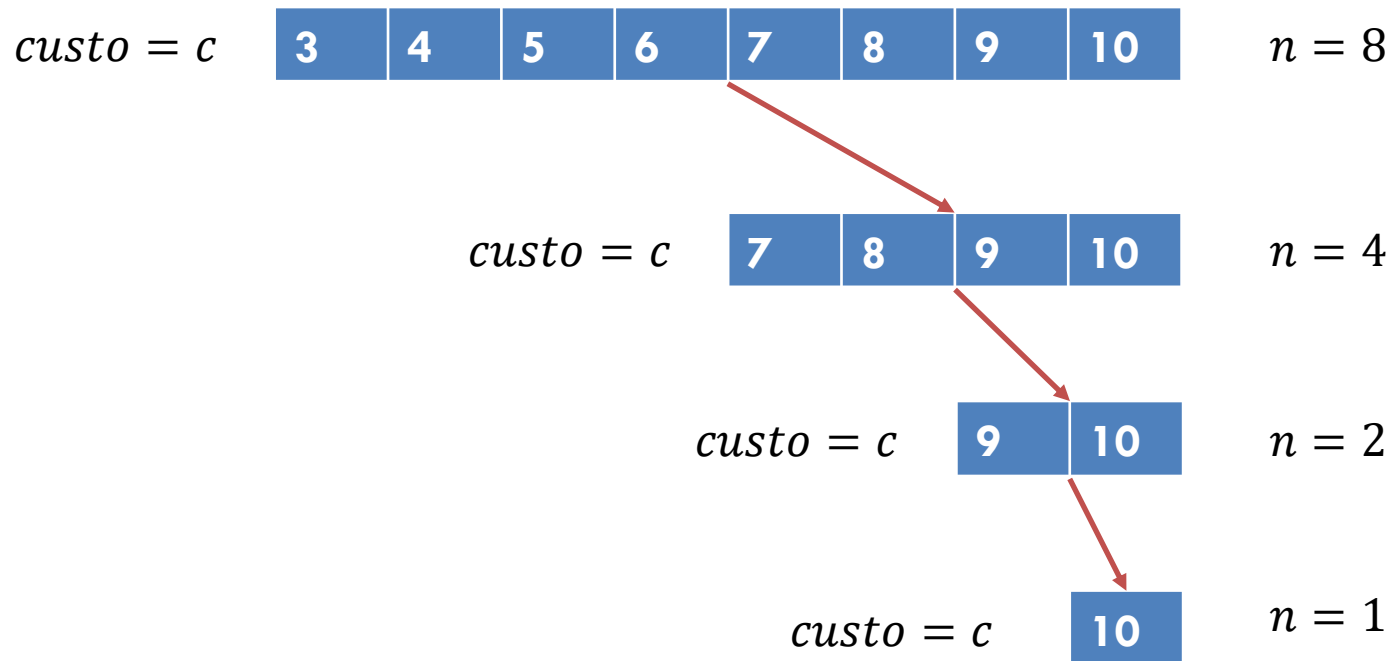 custo = c 3 4 5 6 7 8 9 10 n = 8
custo = c 7 8 9 10 n = 4
custo = c 9 10 n = 2
custo = c 10 n = 1